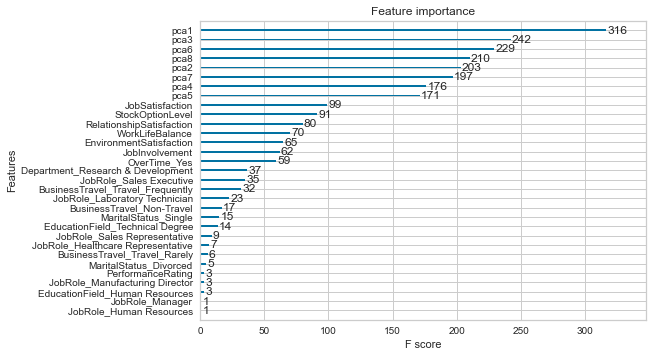 Feature importance
pca1 316
pca3 242
pca6 229
pca8 210
pca2 203
pca7 197
pca4 176
pca5 171
JobSatisfaction 99
StockOptionLevel 91
RelationshipSatisfaction 80
WorkLifeBalance 70
EnvironmentSatisfaction 65
JobInvolvement 62
OverTime_Yes 59
Department_Research & Development 37
JobRole_Sales Executive 35
BusinessTravel_Travel_Frequently 32
JobRole_Laboratory Technician 23
BusinessTravel_Non-Travel 17
MaritalStatus_Single 15
EducationField_Technical Degree 14
JobRole_Sales Representative 9
JobRole_Healthcare Representative 7
BusinessTravel_Travel_Rarely 6
MaritalStatus_Divorced 5
PerformanceRating 3
JobRole_Manufacturing Director 3
EducationField_Human Resources 3
JobRole_Manager 1
JobRole_Human Resources 1
Features
0 50 100 150 200 250 300
F score